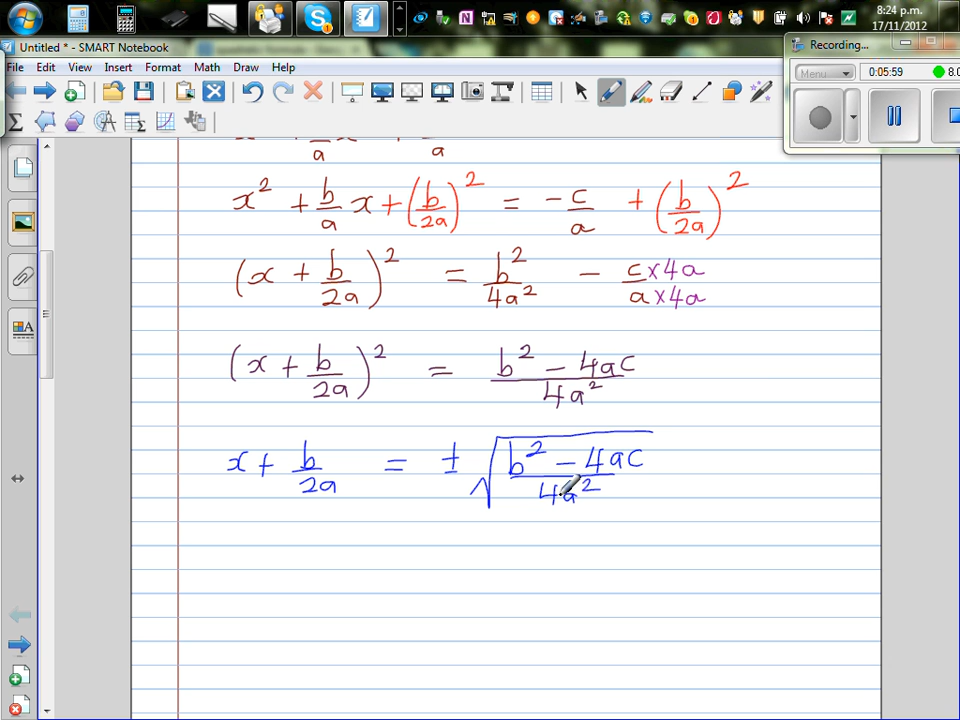 8:24 p.m.
17/11/2012
Untitled * - SMART Notebook
File Edit View Insert Format Math Draw Help
Recording...
Menu
0:05:59
8.0
a a
x² + b/a x + (b/2a)² = - c/a + (b/2a)²
(x + b/2a)² = b²/4a² - c×4a/a×4a
(x + b/2a)² = b² - 4ac/4a²
x + b/2a = ± √b² - 4ac/4a²